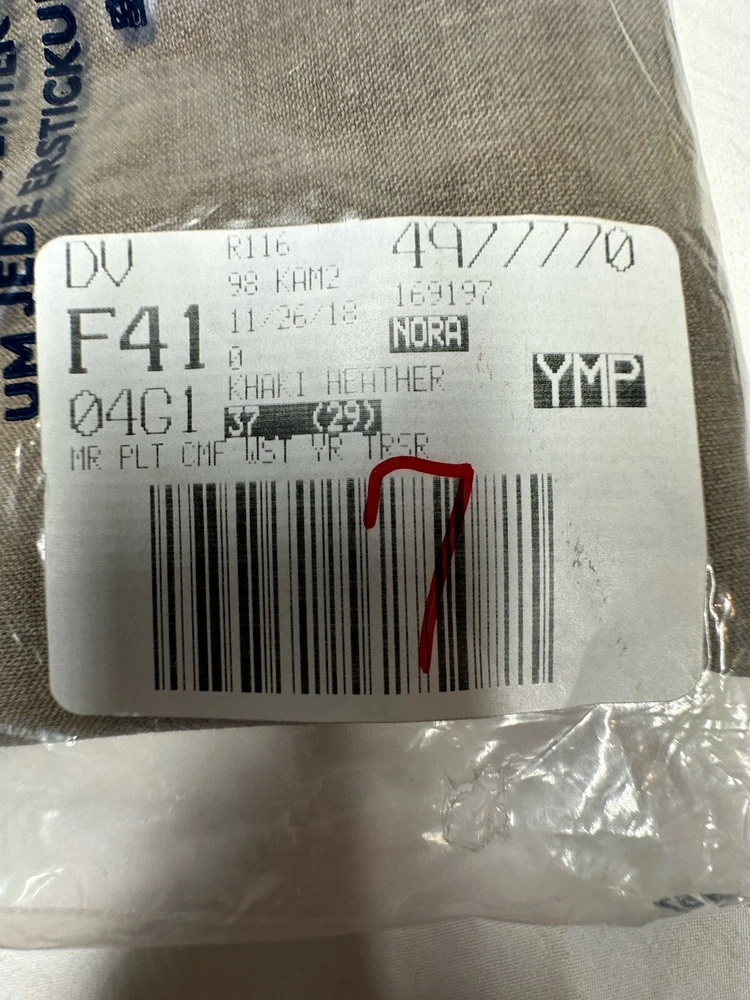 UM JEDE ERSTICKU
DV
R116
4977770
98 KAM2
169197
F41
11/26/18
NORA
0
YMP
KHAKI HEATHER
04G1
37 (29)
MR PLT CMF WST YR TRSR
7